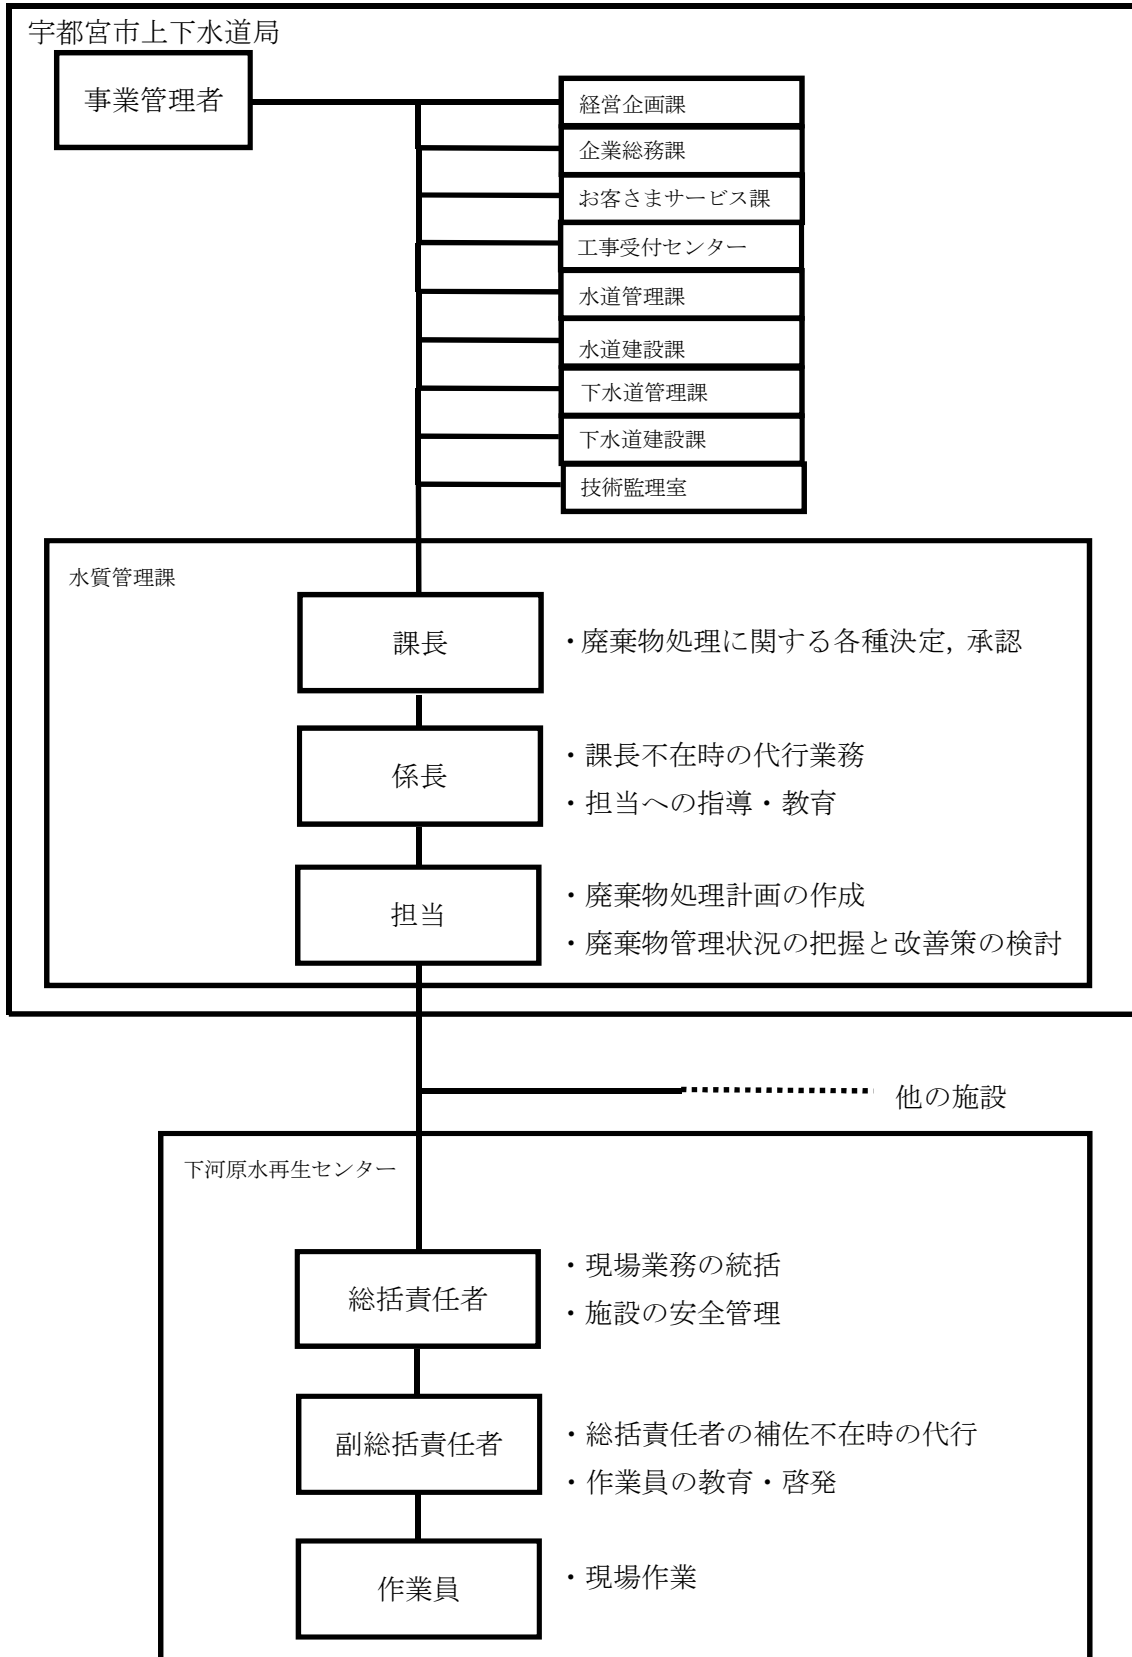 宇都宮市上下水道局
事業管理者
経営企画課
企業総務課
お客さまサービス課
工事受付センター
水道管理課
水道建設課
下水道管理課
下水道建設課
技術監理室
水質管理課
課長
・廃棄物処理に関する各種決定, 承認
係長
・課長不在時の代行業務
・担当への指導・教育
担当
・廃棄物処理計画の作成
・廃棄物管理状況の把握と改善策の検討
他の施設
下河原水再生センター
総括責任者
・現場業務の統括
・施設の安全管理
副総括責任者
・総括責任者の補佐不在時の代行
・作業員の教育・啓発
作業員
・現場作業